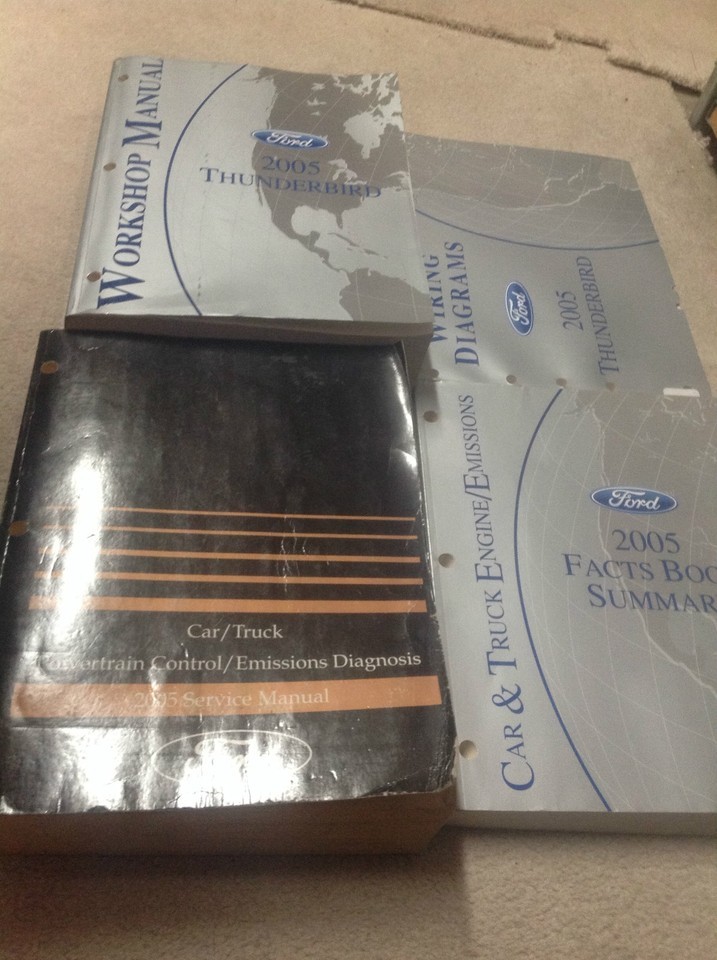 WORKSHOP MANUAL
Ford
2005
THUNDERBIRD
WIRING
DIAGRAMS
Ford
2005
THUNDERBIRD
Car/Truck
Powertrain Control/Emissions Diagnosis
2005 Service Manual
Ford
CAR & TRUCK ENGINE/EMISSIONS
Ford
2005
FACTS BOO
SUMMAR